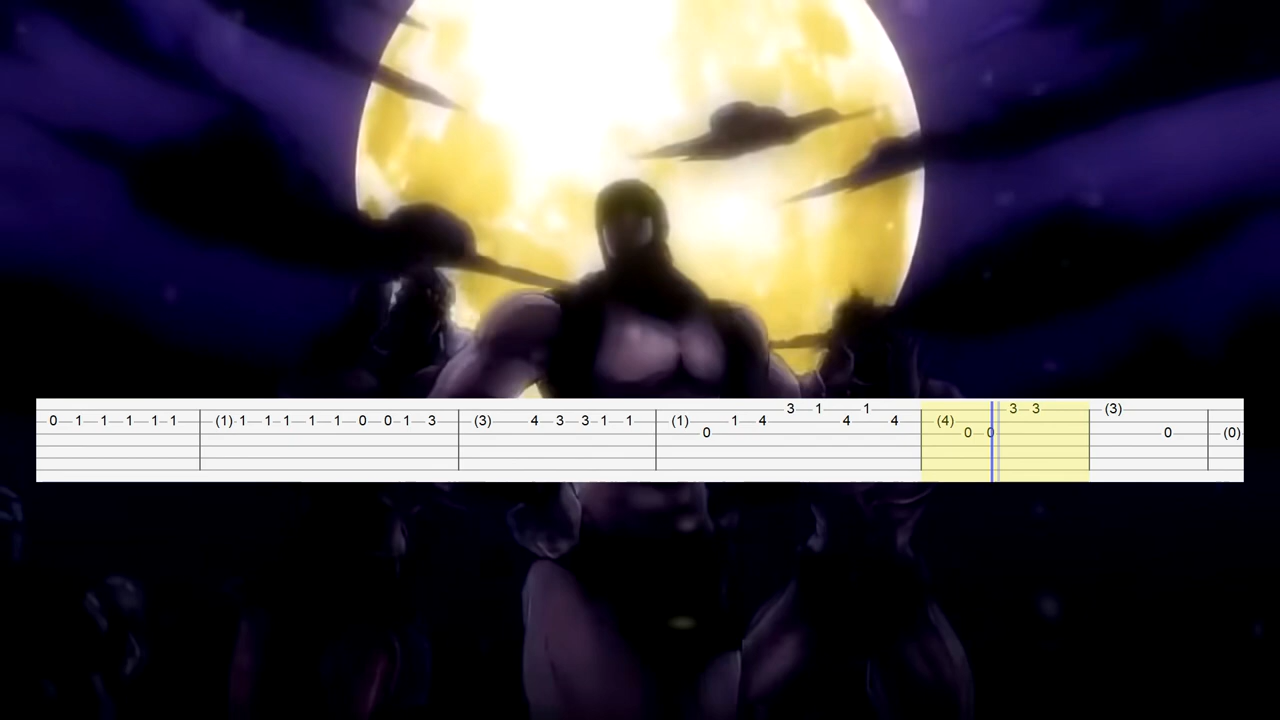 3 1 1 3 3 (3)
0 1 1 1 1 1 (1) 1 1 1 1 1 0 0 1 3 (3) 4 3 3 1 1 (1) 1 4 4 4 (4)
0 0 0 0 (0)